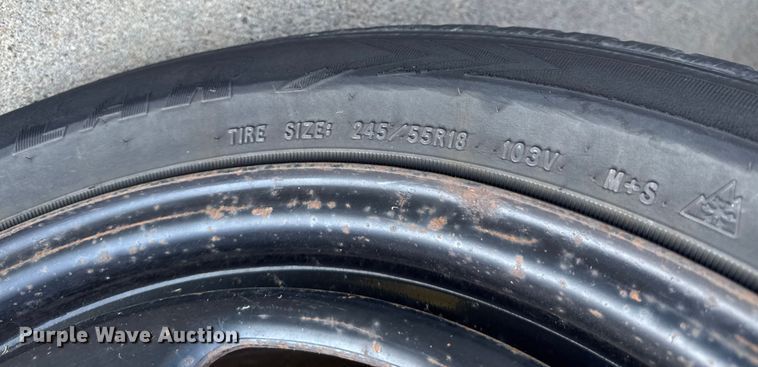 TIRE SIZE: 245/55R18 103V M+S
Purple Wave Auction